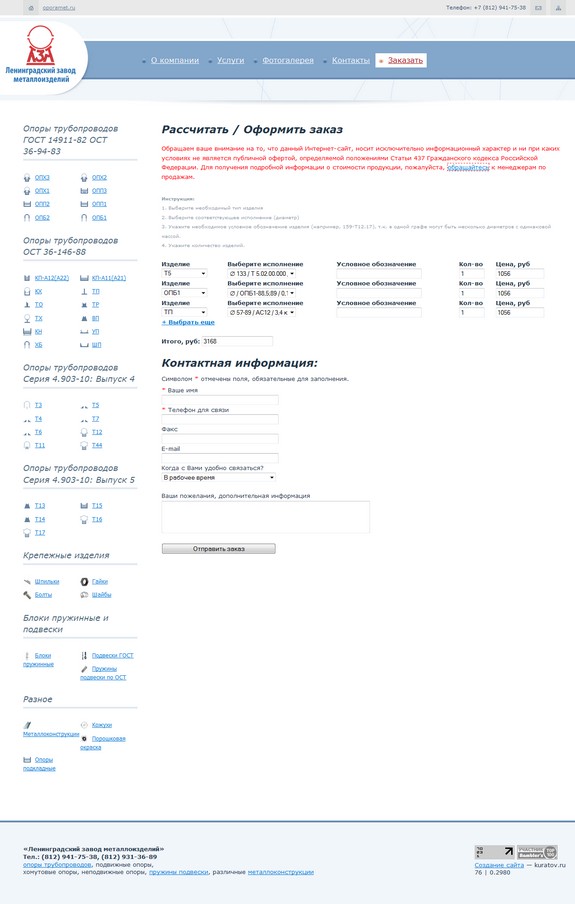 oporamet.ru
Телефон: +7 (812) 941-75-38
ЛЗА
Ленинградский завод
металлоизделий
О компании Услуги Фотогалерея Контакты Заказать
Опоры трубопроводов
ГОСТ 14911-82 ОСТ
36-94-83
ОПХ3 ОПХ2
ОПХ1 ОПП3
ОПП2 ОПП1
ОПБ2 ОПБ1
Опоры трубопроводов
ОСТ 36-146-88
КП-А12(А22) КП-А11(А21)
КХ ТП
ТО ТР
ТХ ВП
КН УП
ХБ ШП
Опоры трубопроводов
Серия 4.903-10: Выпуск 4
Т3 Т5
Т4 Т7
Т6 Т12
Т11 Т44
Опоры трубопроводов
Серия 4.903-10: Выпуск 5
Т13 Т15
Т14 Т16
Т17
Крепежные изделия
Шпильки Гайки
Болты Шайбы
Блоки пружинные и
подвески
Блоки
пружинные
Подвески ГОСТ
Пружины
подвески по ОСТ
Разное
Металлоконструкции
Кожухи
Порошковая
окраска
Опоры
подкладные
Рассчитать / Оформить заказ
Обращаем ваше внимание на то, что данный Интернет-сайт, носит исключительно информационный характер и ни при каких
условиях не является публичной офертой, определяемой положениями Статьи 437 Гражданского кодекса Российской
Федерации. Для получения подробной информации о стоимости продукции, пожалуйста, обращайтесь к менеджерам по
продажам.
Инструкция:
1. Выберите необходимый тип изделия
2. Выберите соответствующее исполнение (диаметр)
3. Укажите необходимое условное обозначение изделия (например, 159-Т12.17), т.к. в одной графе могут быть несколько диаметров с одинаковой
массой.
4. Укажите количество изделий.
Изделие Выберите исполнение Условное обозначение Кол-во Цена, руб
Т5 ∅ 133 / Т 5.02.00.000, 1 1056
Изделие Выберите исполнение Условное обозначение Кол-во Цена, руб
ОПБ1 ∅ / ОПБ1-88,5;89 / 0,1 1 1056
Изделие Выберите исполнение Условное обозначение Кол-во Цена, руб
ТП ∅ 57-89 / АС12 / 3,4 к 1 1056
+ Выбрать еще
Итого, руб: 3168
Контактная информация:
Символом * отмечены поля, обязательные для заполнения.
* Ваше имя
* Телефон для связи
Факс
E-mail
Когда с Вами удобно связаться?
В рабочее время
Ваши пожелания, дополнительная информация
Отправить заказ
«Ленинградский завод металлоизделий»
Тел.: (812) 941-75-38, (812) 931-36-89
опоры трубопроводов, подвижные опоры,
хомутовые опоры, неподвижные опоры, пружины подвески, различные металлоконструкции
УЧАСТНИК
Создание сайта — kuratov.ru
76 | 0.2980